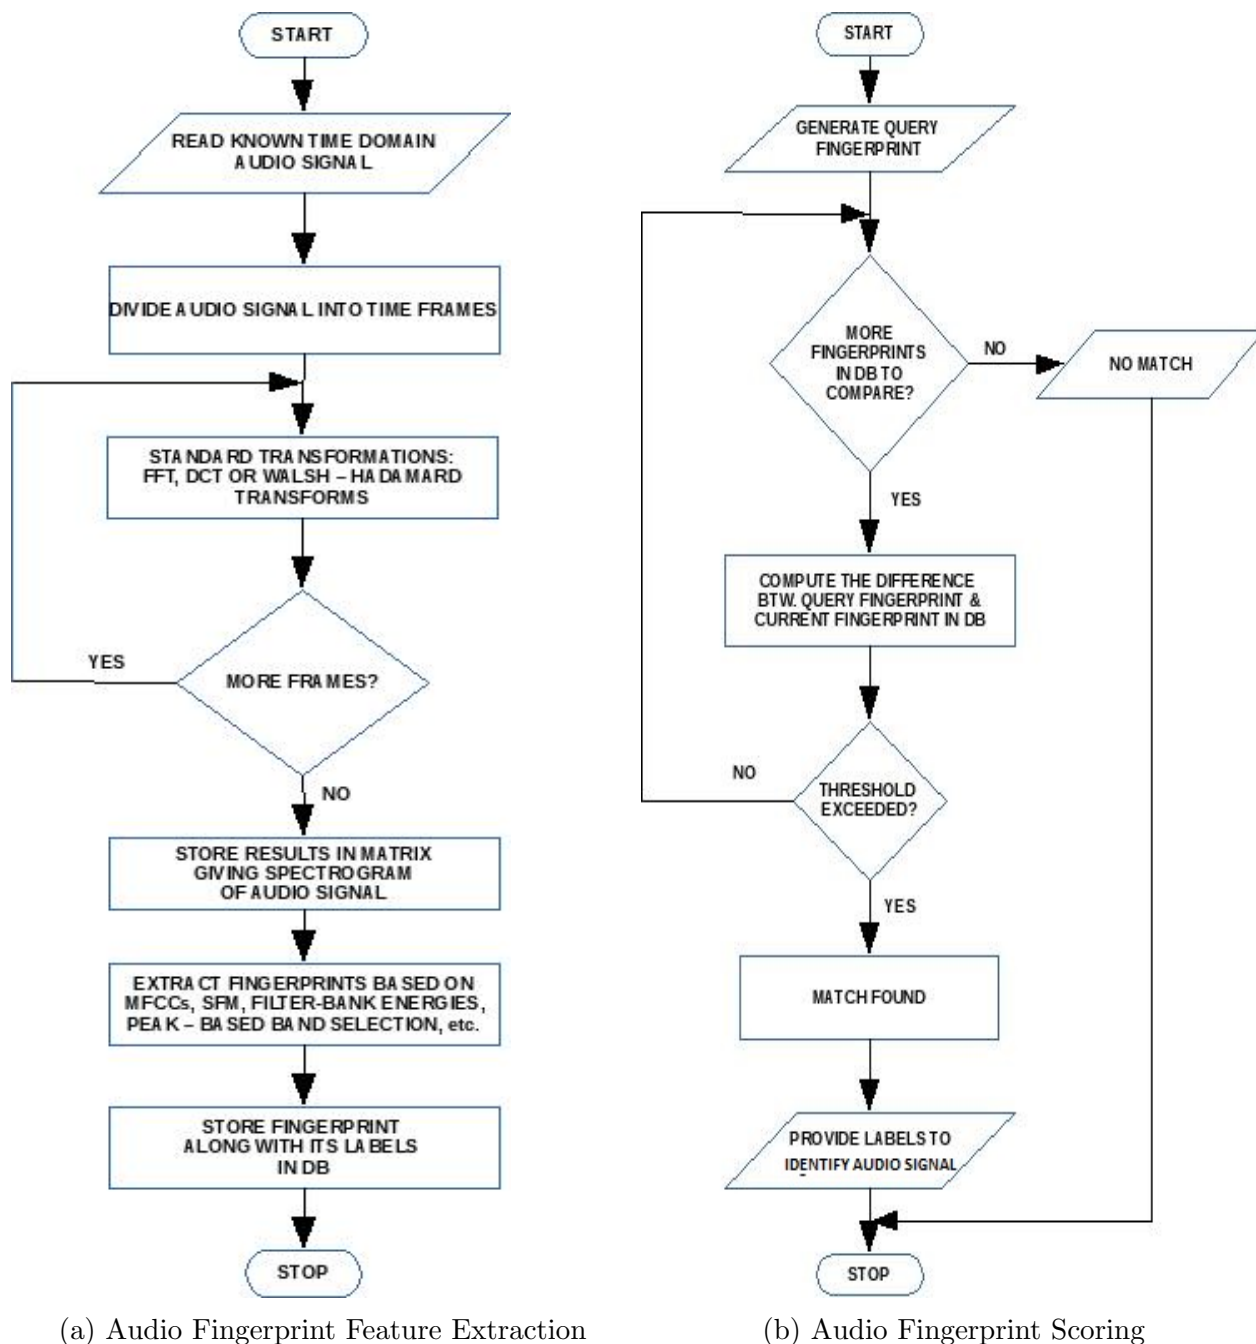 START
READ KNOWN TIME DOMAIN
AUDIO SIGNAL
DIVIDE AUDIO SIGNAL INTO TIME FRAMES
STANDARD TRANSFORMATIONS:
FFT, DCT OR WALSH – HADAMARD
TRANSFORMS
YES
MORE FRAMES?
NO
STORE RESULTS IN MATRIX
GIVING SPECTROGRAM
OF AUDIO SIGNAL
EXTRACT FINGERPRINTS BASED ON
MFCCs, SFM, FILTER-BANK ENERGIES,
PEAK – BASED BAND SELECTION, etc.
STORE FINGERPRINT
ALONG WITH ITS LABELS
IN DB
STOP
(a) Audio Fingerprint Feature Extraction
START
GENERATE QUERY
FINGERPRINT
MORE
FINGERPRINTS
IN DB TO
COMPARE?
NO
NO MATCH
YES
COMPUTE THE DIFFERENCE
BTW. QUERY FINGERPRINT &
CURRENT FINGERPRINT IN DB
NO
THRESHOLD
EXCEEDED?
YES
MATCH FOUND
PROVIDE LABELS TO
IDENTIFY AUDIO SIGNAL
STOP
(b) Audio Fingerprint Scoring